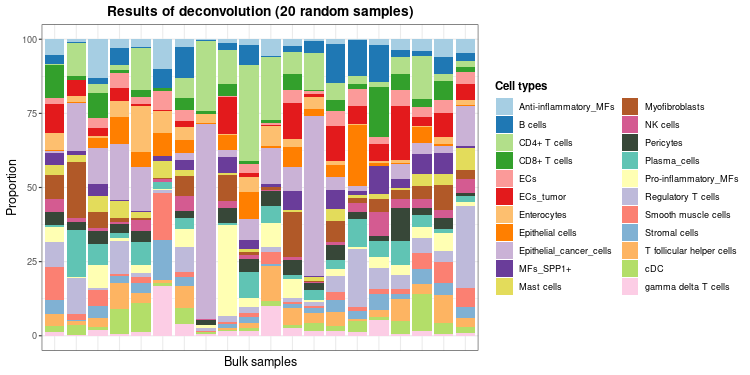 Results of deconvolution (20 random samples)
100
75
50
25
0
Proportion
Bulk samples
Cell types
Anti-inflammatory_MFs
B cells
CD4+ T cells
CD8+ T cells
ECs
ECs_tumor
Enterocytes
Epithelial cells
Epithelial_cancer_cells
MFs_SPP1+
Mast cells
Myofibroblasts
NK cells
Pericytes
Plasma_cells
Pro-inflammatory_MFs
Regulatory T cells
Smooth muscle cells
Stromal cells
T follicular helper cells
cDC
gamma delta T cells